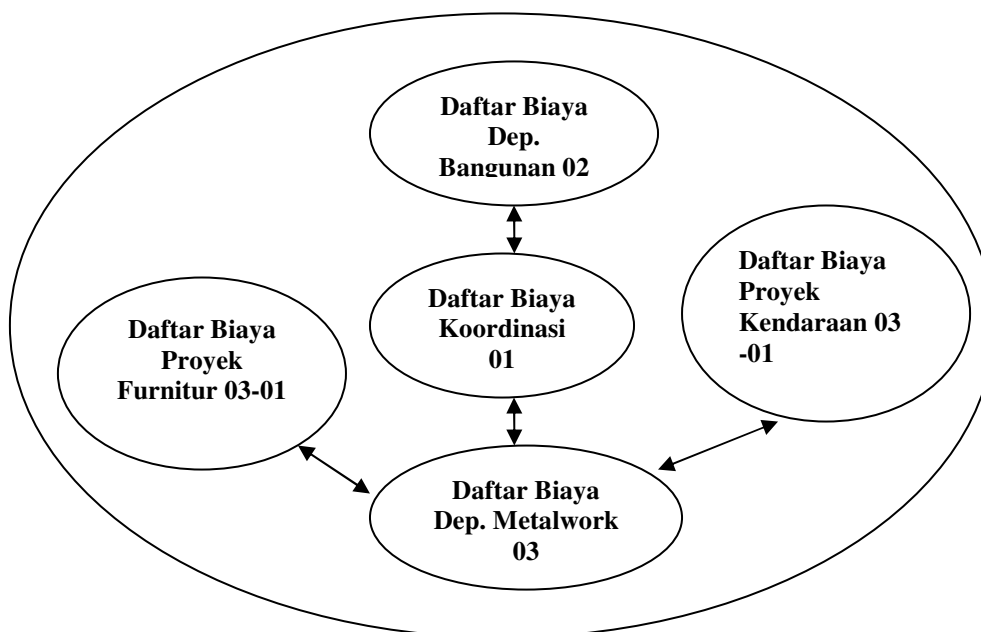 Daftar Biaya
Dep.
Bangunan 02
Daftar Biaya
Koordinasi
01
Daftar Biaya
Proyek
Kendaraan 03
-01
Daftar Biaya
Proyek
Furnitur 03-01
Daftar Biaya
Dep. Metalwork
03